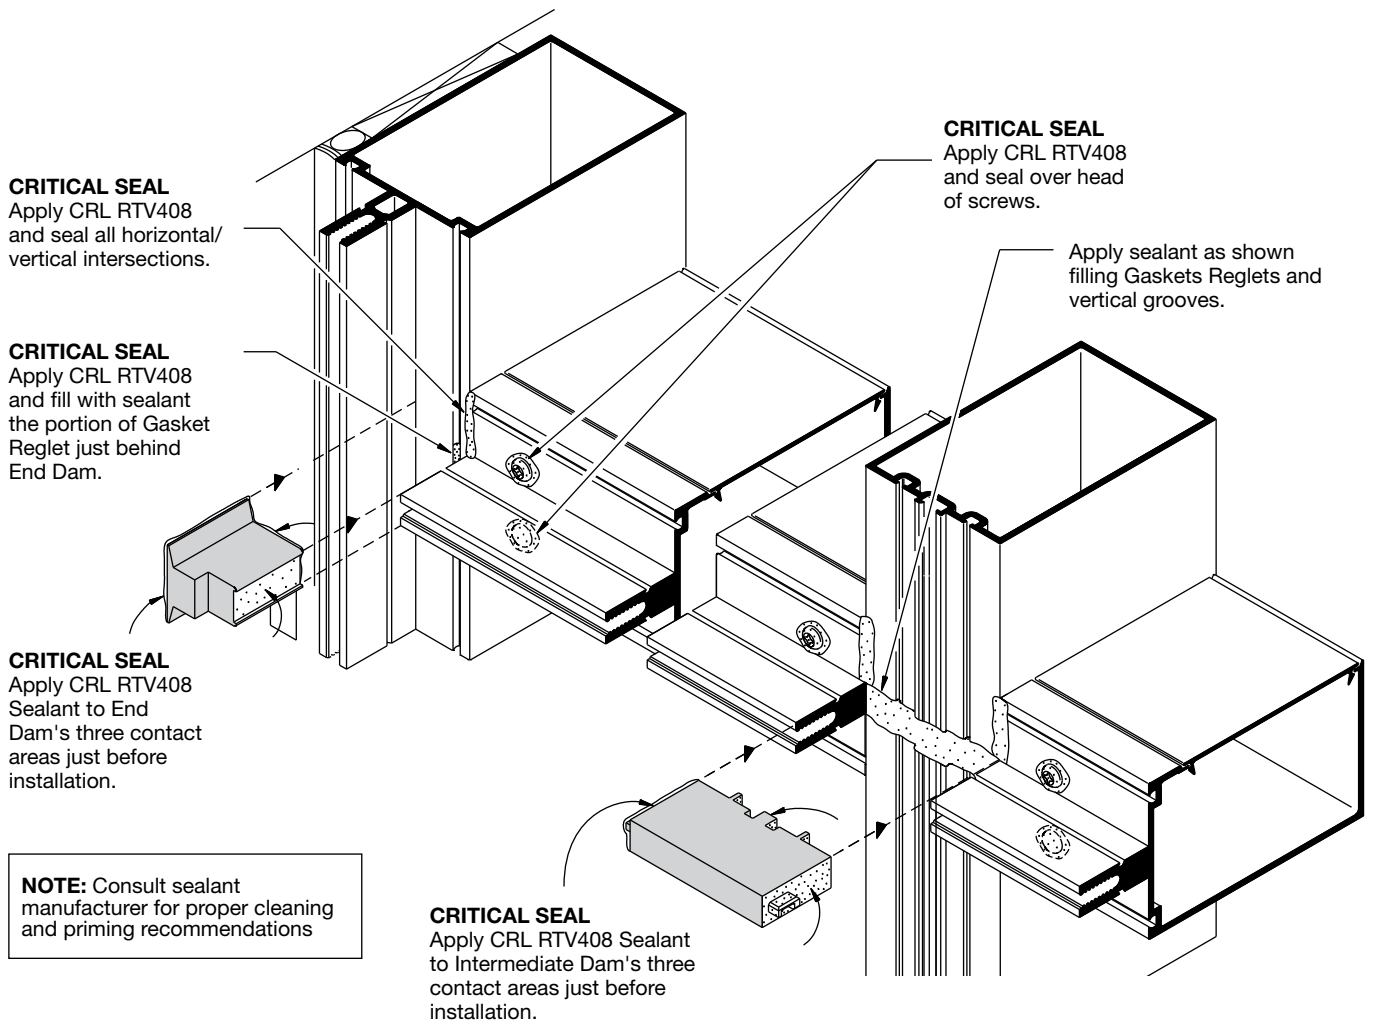 CRITICAL SEAL
Apply CRL RTV408
and seal all horizontal/
vertical intersections.
CRITICAL SEAL
Apply CRL RTV408
and fill with sealant
the portion of Gasket
Reglet just behind
End Dam.
CRITICAL SEAL
Apply CRL RTV408
Sealant to End
Dam's three contact
areas just before
installation.
NOTE: Consult sealant
manufacturer for proper cleaning
and priming recommendations
CRITICAL SEAL
Apply CRL RTV408
and seal over head
of screws.
Apply sealant as shown
filling Gaskets Reglets and
vertical grooves.
CRITICAL SEAL
Apply CRL RTV408 Sealant
to Intermediate Dam's three
contact areas just before
installation.